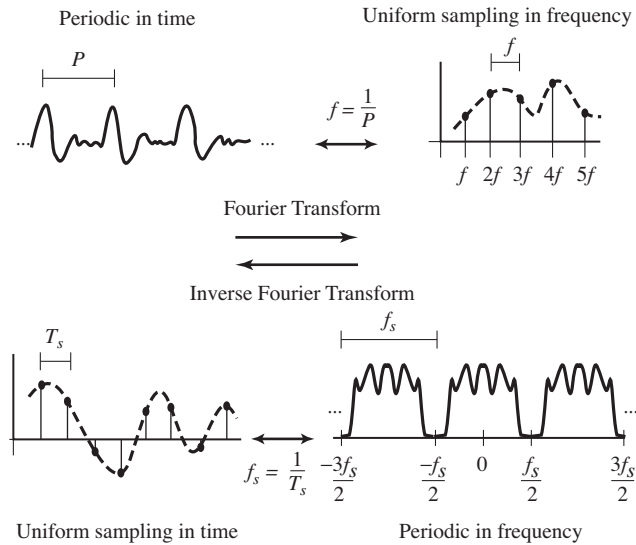 Periodic in time
Uniform sampling in frequency
P
f
...
...
f = 1/P
f 2f 3f 4f 5f
Fourier Transform
Inverse Fourier Transform
T_s
f_s
...
...
f_s = 1/T_s
-3f_s/2 -f_s/2 0 f_s/2 3f_s/2
Uniform sampling in time
Periodic in frequency